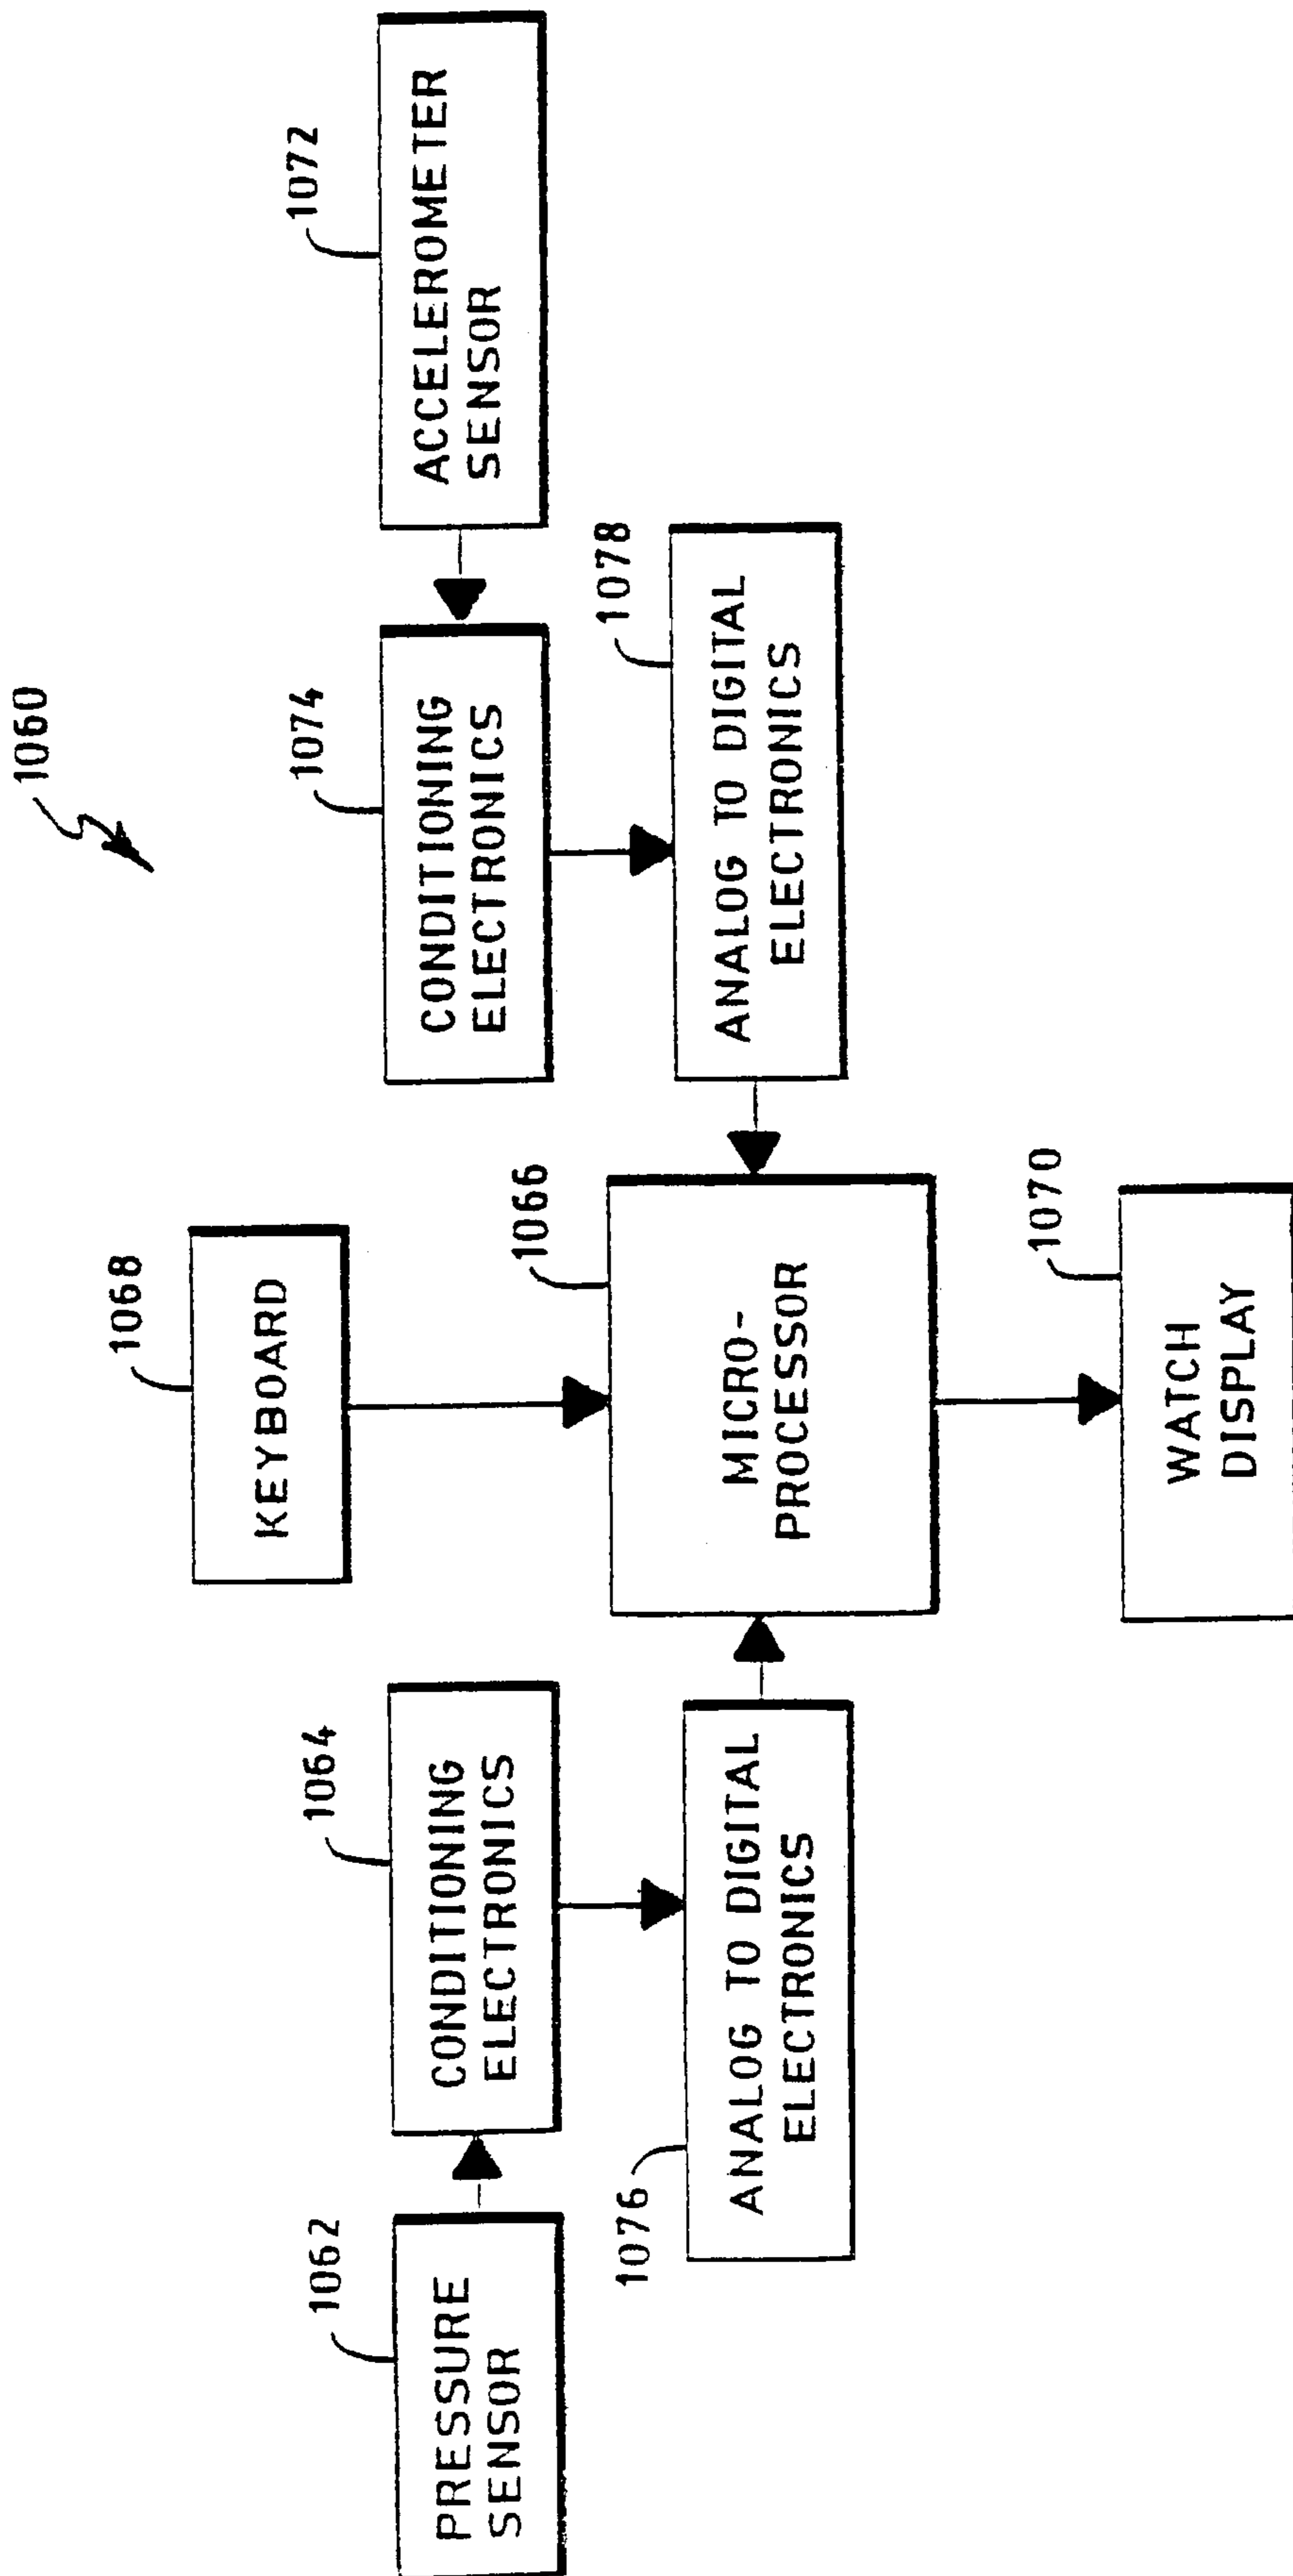 1060
1068
KEYBOARD
1062
PRESSURE
SENSOR
1064
CONDITIONING
ELECTRONICS
1074
CONDITIONING
ELECTRONICS
1072
ACCELEROMETER
SENSOR
1076
ANALOG TO DIGITAL
ELECTRONICS
1066
MICRO-
PROCESSOR
1078
ANALOG TO DIGITAL
ELECTRONICS
1070
WATCH
DISPLAY